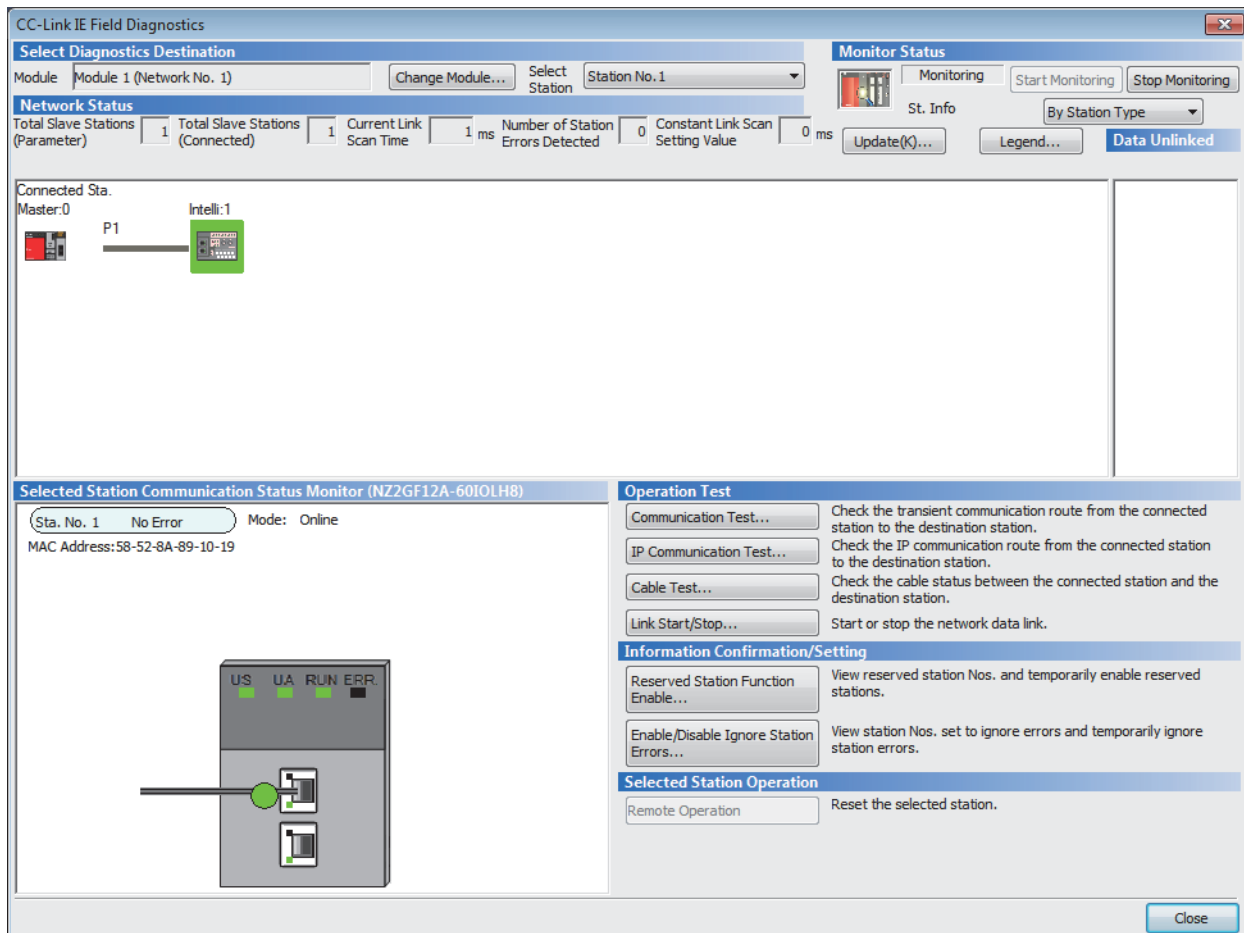 CC-Link IE Field Diagnostics
Select Diagnostics Destination
Module Module 1 (Network No. 1)
Change Module...
Select
Station
Station No.1
Monitor Status
Monitoring
Start Monitoring
Stop Monitoring
St. Info
By Station Type
Update(K)...
Legend...
Data Unlinked
Network Status
Total Slave Stations
(Parameter)
1
Total Slave Stations
(Connected)
1
Current Link
Scan Time
1 ms
Number of Station
Errors Detected
0
Constant Link Scan
Setting Value
0 ms
Connected Sta.
Master:0
P1
Intelli:1
Selected Station Communication Status Monitor (NZ2GF12A-60IOLH8)
Sta. No. 1 No Error
Mode: Online
MAC Address:58-52-8A-89-10-19
US UA RUN ERR.
Operation Test
Communication Test...
Check the transient communication route from the connected
station to the destination station.
IP Communication Test...
Check the IP communication route from the connected station
to the destination station.
Cable Test...
Check the cable status between the connected station and the
destination station.
Link Start/Stop...
Start or stop the network data link.
Information Confirmation/Setting
Reserved Station Function
Enable...
View reserved station Nos. and temporarily enable reserved
stations.
Enable/Disable Ignore Station
Errors...
View station Nos. set to ignore errors and temporarily ignore
station errors.
Selected Station Operation
Remote Operation
Reset the selected station.
Close